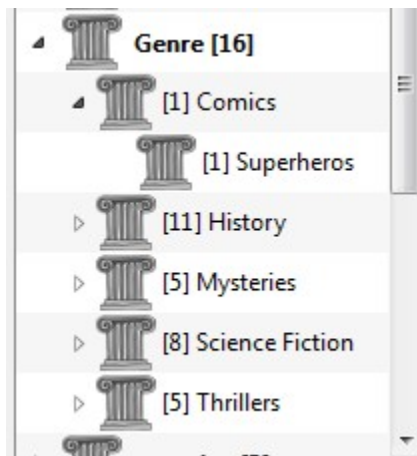 Genre [16]
[1] Comics
[1] Superheros
[11] History
[5] Mysteries
[8] Science Fiction
[5] Thrillers